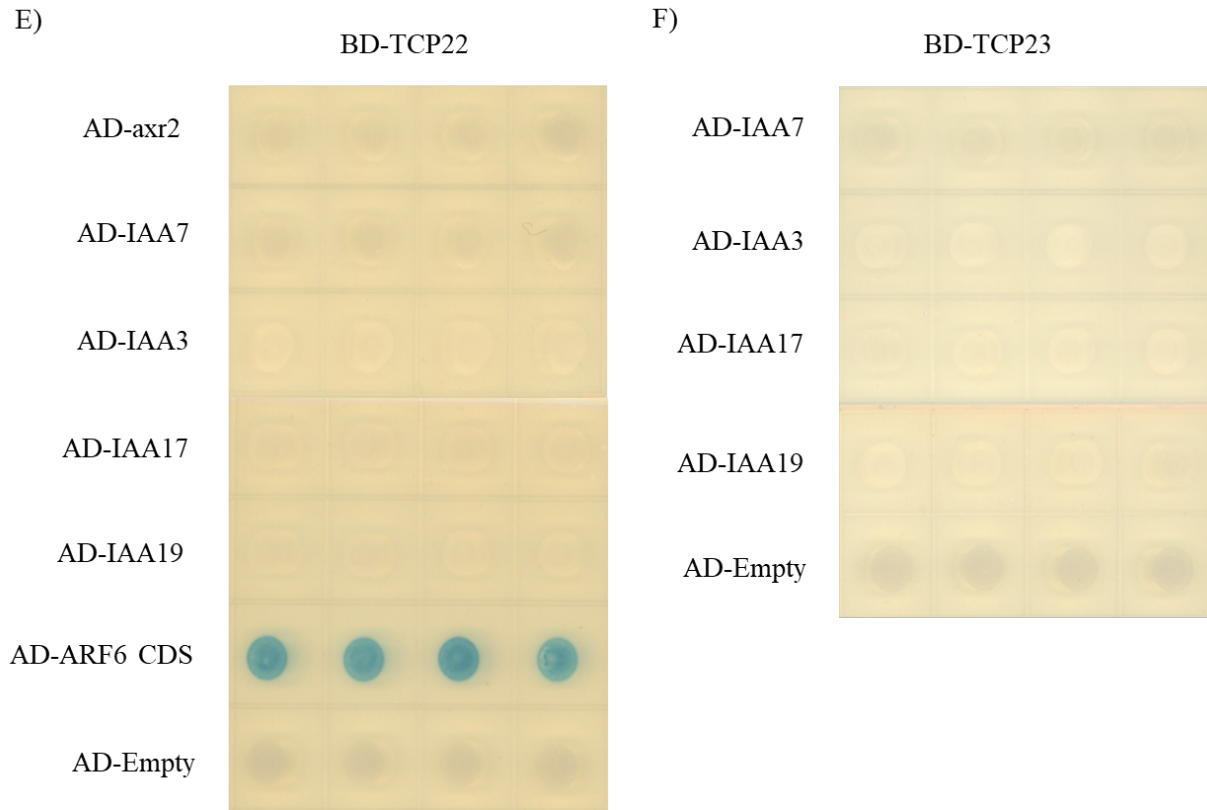 E)
BD-TCP22
AD-axr2
AD-IAA7
AD-IAA3
AD-IAA17
AD-IAA19
AD-ARF6 CDS
AD-Empty
F)
BD-TCP23
AD-IAA7
AD-IAA3
AD-IAA17
AD-IAA19
AD-Empty